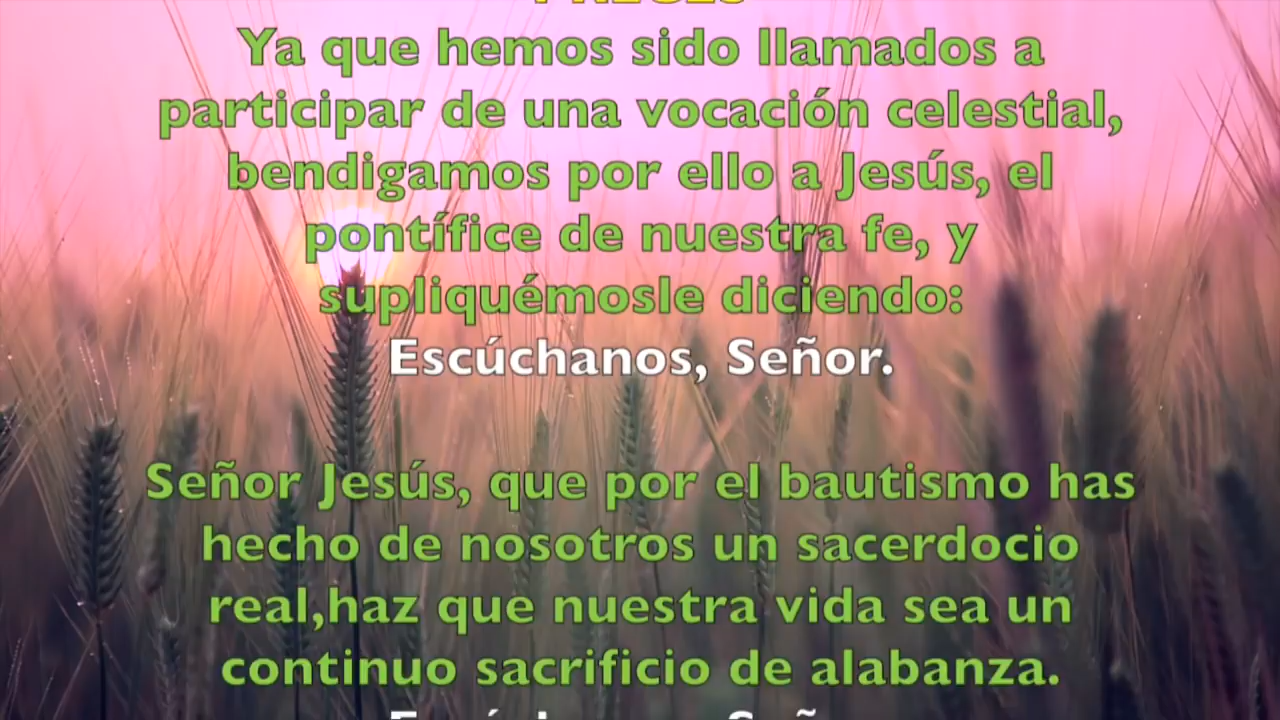 PRECES
Ya que hemos sido llamados a
participar de una vocación celestial,
bendigamos por ello a Jesús, el
pontífice de nuestra fe, y
supliquémosle diciendo:
Escúchanos, Señor.
Señor Jesús, que por el bautismo has
hecho de nosotros un sacerdocio
real,haz que nuestra vida sea un
continuo sacrificio de alabanza.